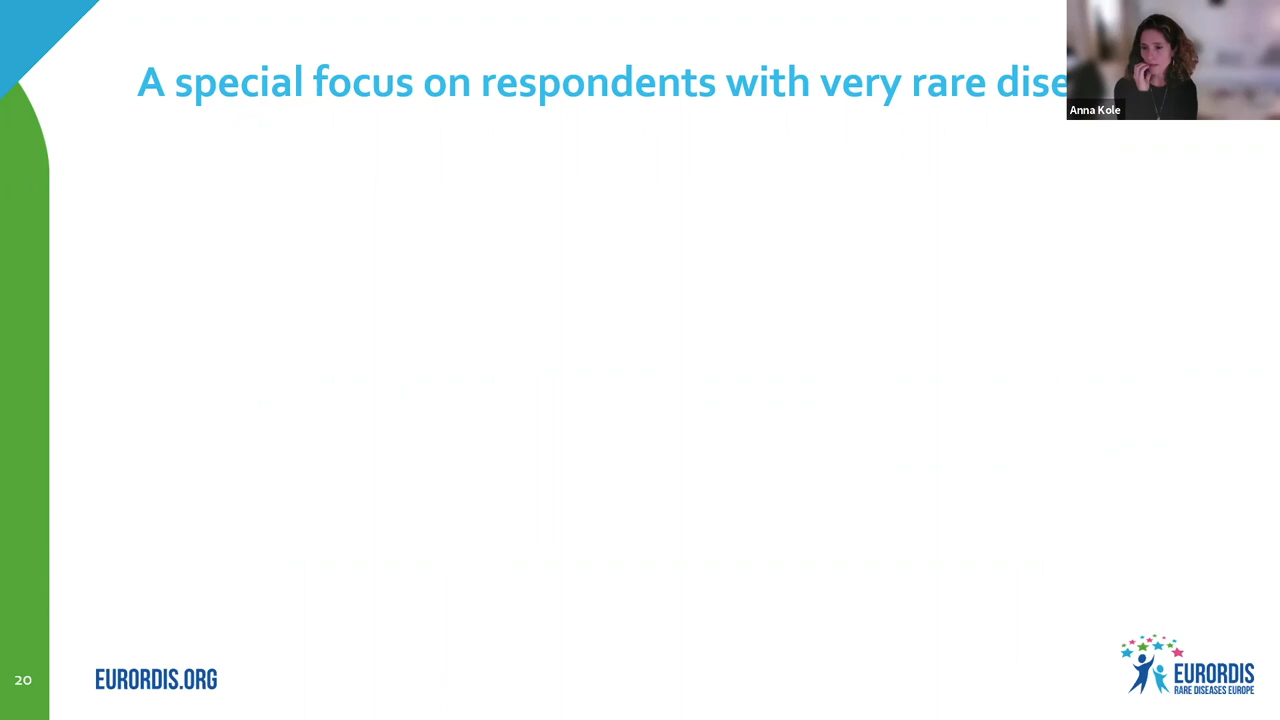 A special focus on respondents with very rare dise
Anna Kole
20
EURORDIS.ORG
EURORDIS
RARE DISEASES EUROPE